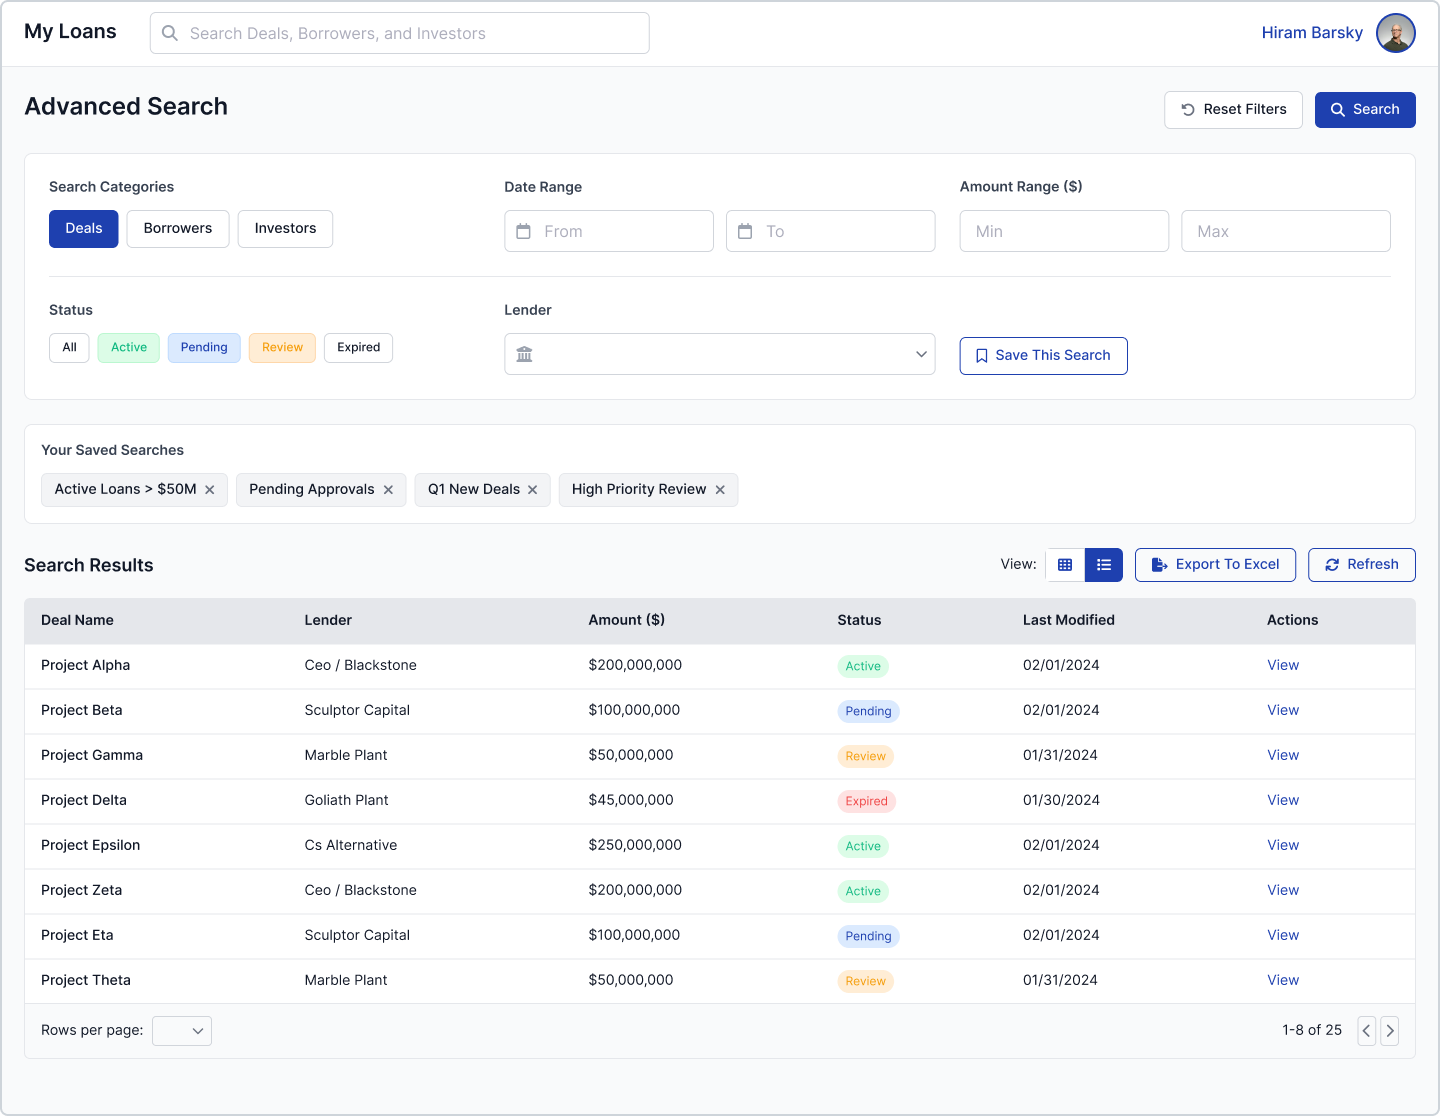 My Loans
Search Deals, Borrowers, and Investors
Hiram Barsky
Advanced Search
Reset Filters
Search
Search Categories
Date Range
Amount Range ($)
Deals
Borrowers
Investors
From
To
Min
Max
Status
Lender
All
Active
Pending
Review
Expired
Save This Search
Your Saved Searches
Active Loans > $50M
Pending Approvals
Q1 New Deals
High Priority Review
Search Results
View:
Export To Excel
Refresh
Deal Name Lender Amount ($) Status Last Modified Actions
Project Alpha Ceo / Blackstone $200,000,000 Active 02/01/2024 View
Project Beta Sculptor Capital $100,000,000 Pending 02/01/2024 View
Project Gamma Marble Plant $50,000,000 Review 01/31/2024 View
Project Delta Goliath Plant $45,000,000 Expired 01/30/2024 View
Project Epsilon Cs Alternative $250,000,000 Active 02/01/2024 View
Project Zeta Ceo / Blackstone $200,000,000 Active 02/01/2024 View
Project Eta Sculptor Capital $100,000,000 Pending 02/01/2024 View
Project Theta Marble Plant $50,000,000 Review 01/31/2024 View
Rows per page:
1-8 of 25